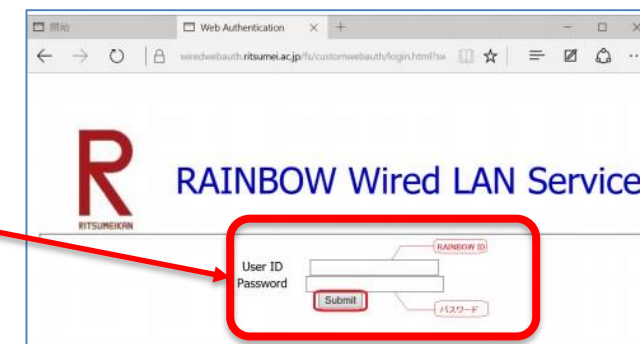 開始
Web Authentication
wiredwebauth.ritsumei.ac.jp/fs/customwebauth/login.html?sw
R
RITSUMEIKAN
RAINBOW Wired LAN Service
RAINBOW ID
User ID
Password
Submit
パスワード